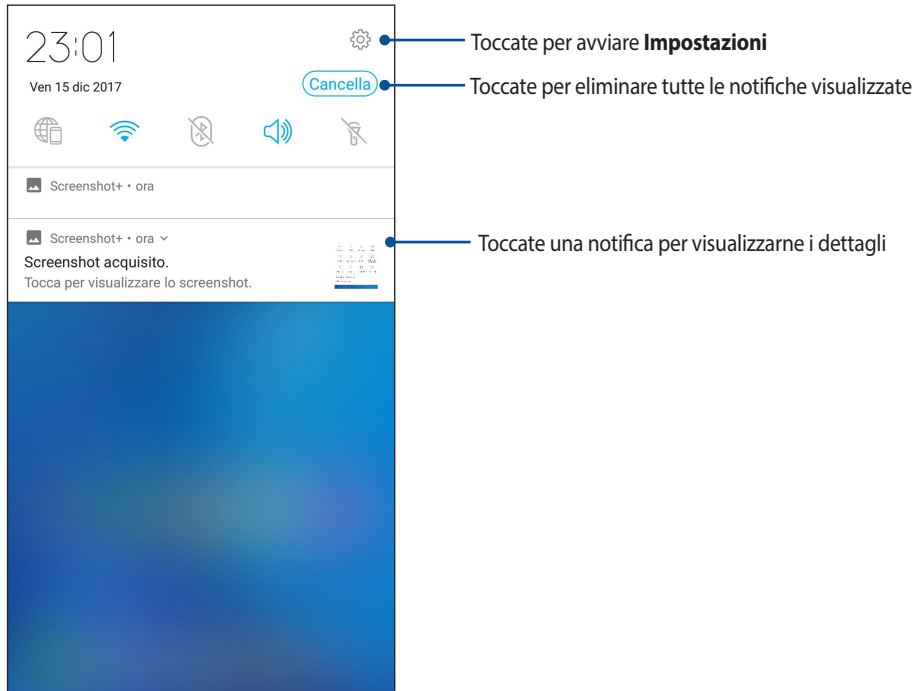 23:01
Toccate per avviare Impostazioni
Ven 15 dic 2017
Cancella
Toccate per eliminare tutte le notifiche visualizzate
Screenshot+ • ora
Screenshot+ • ora
Toccate una notifica per visualizzarne i dettagli
Screenshot acquisito.
Tocca per visualizzare lo screenshot.